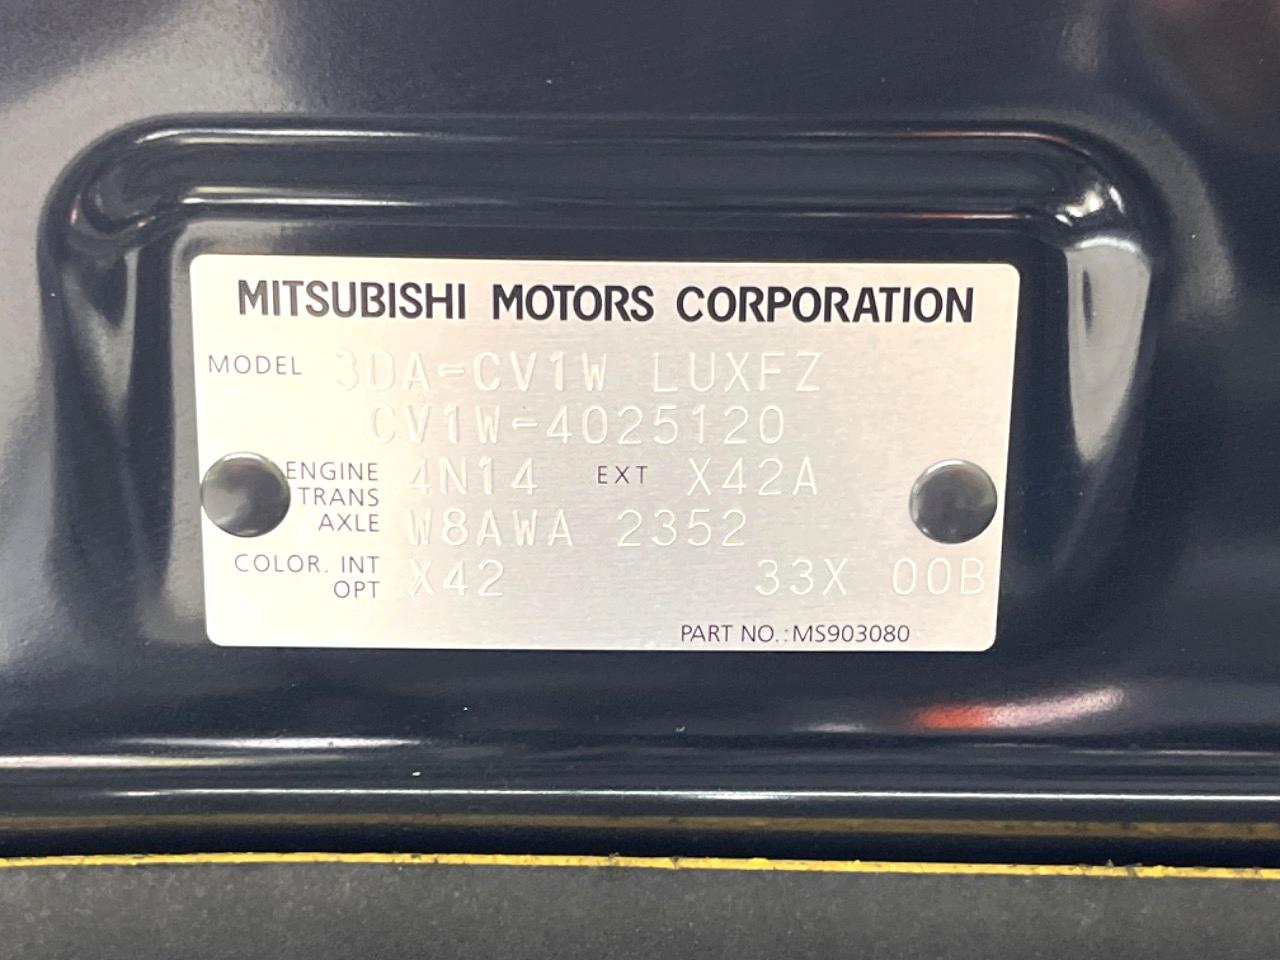 MITSUBISHI MOTORS CORPORATION
MODEL 3DA-CV1W LUXFZ
CV1W-4025120
ENGINE 4N14 EXT X42A
TRANS
AXLE W8AWA 2352
COLOR. INT
OPT X42 33X 00B
PART NO.: MS903080